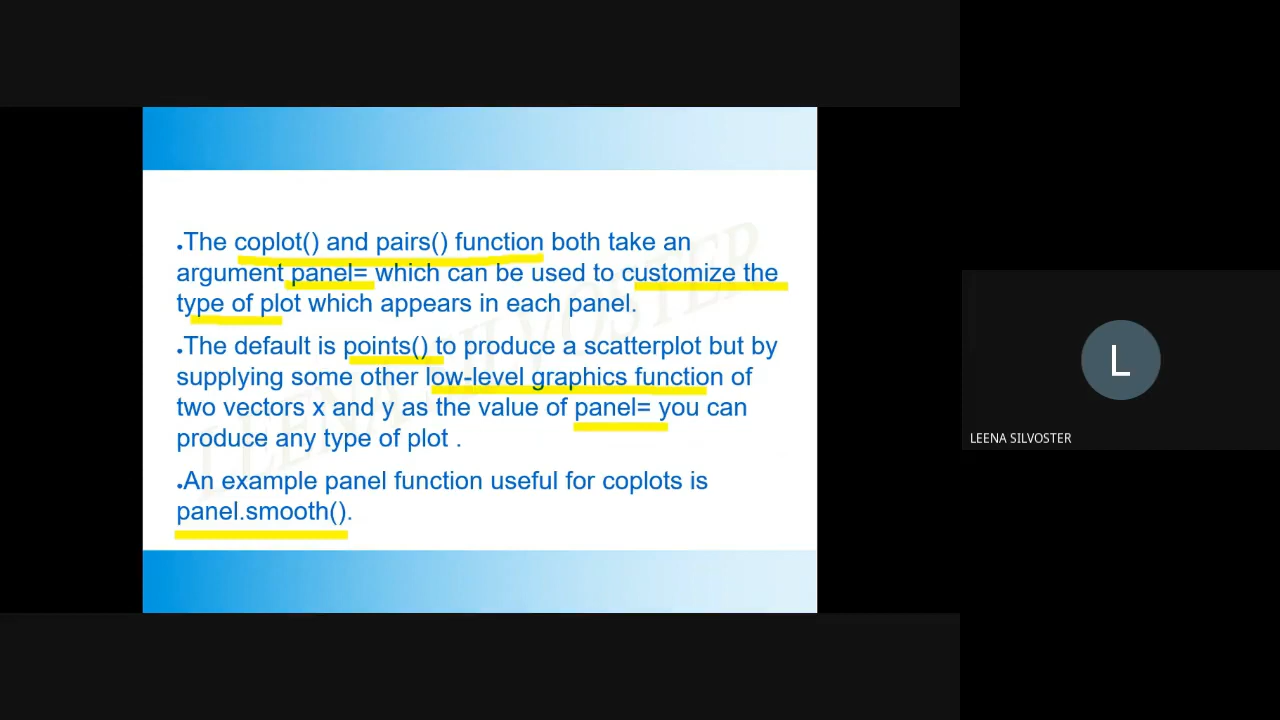 .The coplot() and pairs() function both take an
argument panel= which can be used to customize the
type of plot which appears in each panel.
.The default is points() to produce a scatterplot but by
supplying some other low-level graphics function of
two vectors x and y as the value of panel= you can
produce any type of plot .
.An example panel function useful for coplots is
panel.smooth().
LEENA SILVOSTER
L
LEENA SILVOSTER